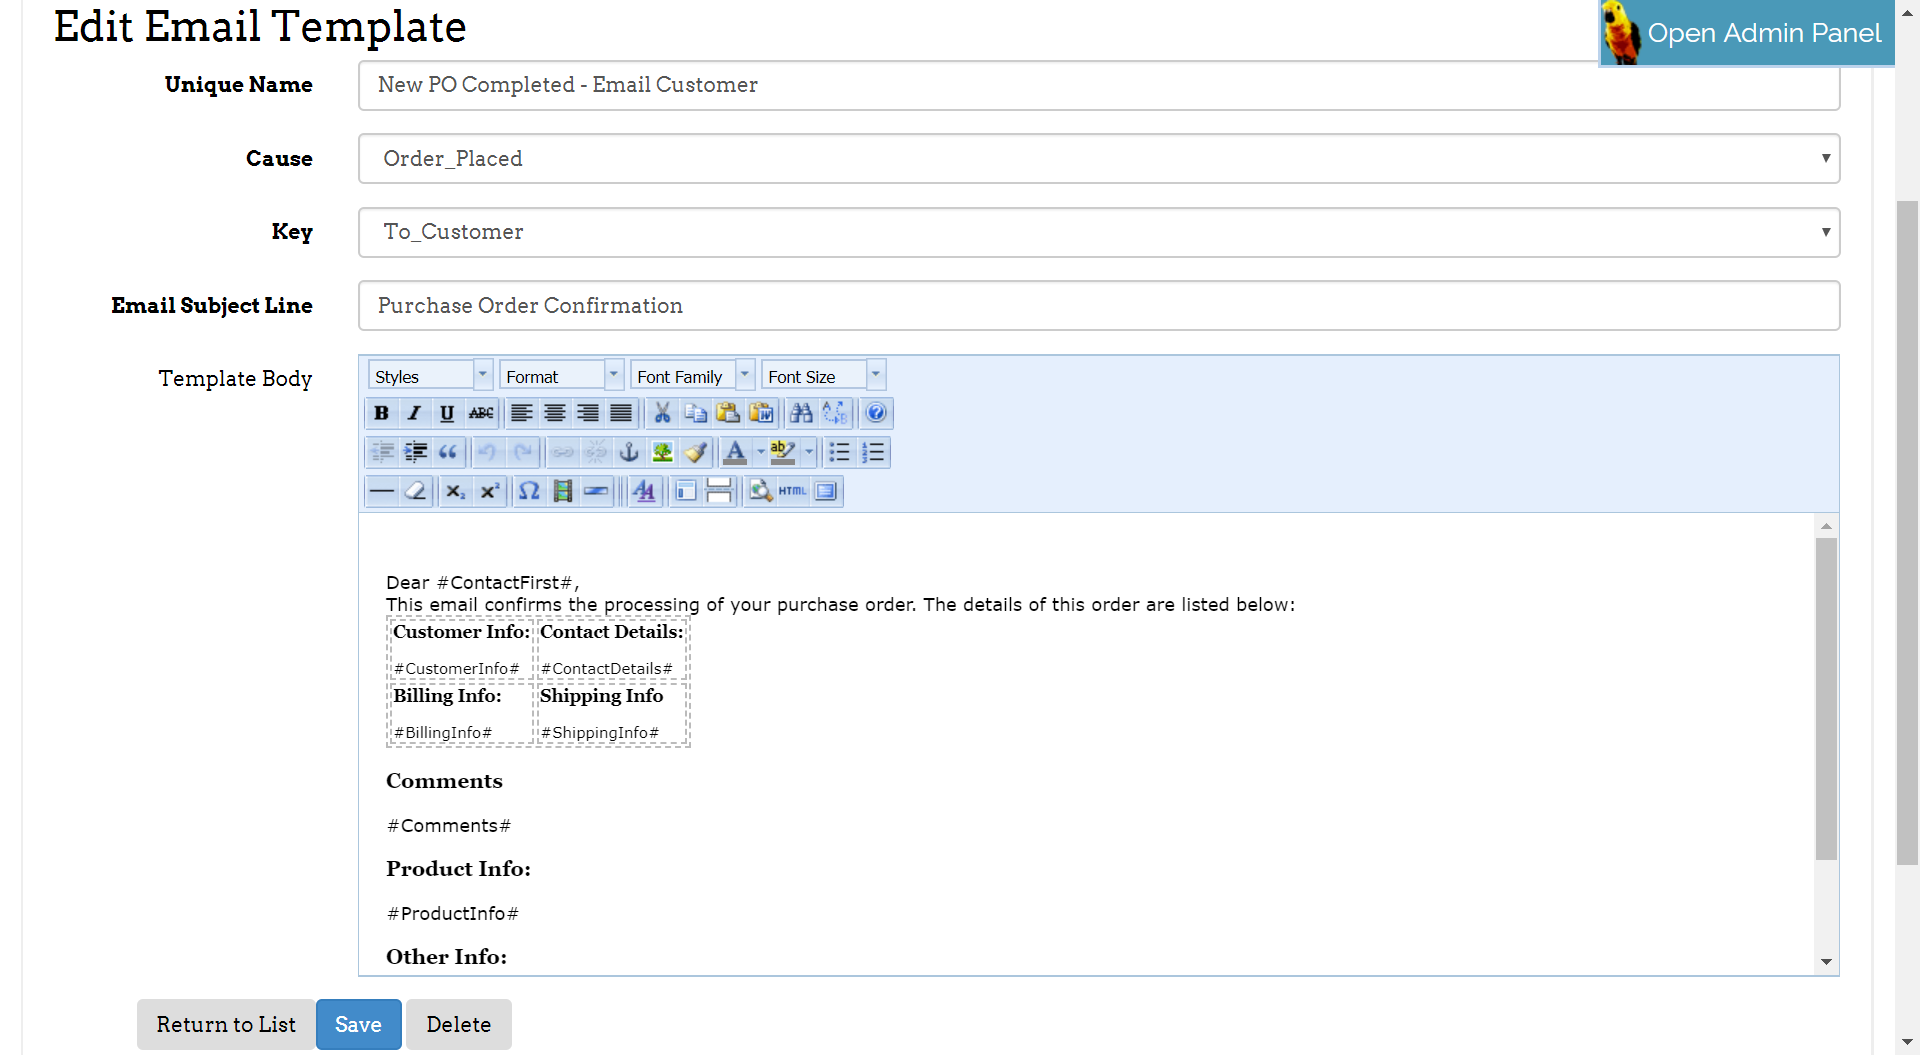 Edit Email Template
Open Admin Panel
Unique Name
New PO Completed - Email Customer
Cause
Order_Placed
Key
To_Customer
Email Subject Line
Purchase Order Confirmation
Template Body
Styles Format Font Family Font Size
B I U ABC
A ab
HTML
Dear #ContactFirst#,
This email confirms the processing of your purchase order. The details of this order are listed below:
Customer Info: Contact Details:
#CustomerInfo# #ContactDetails#
Billing Info: Shipping Info
#BillingInfo# #ShippingInfo#
Comments
#Comments#
Product Info:
#ProductInfo#
Other Info:
Return to List Save Delete